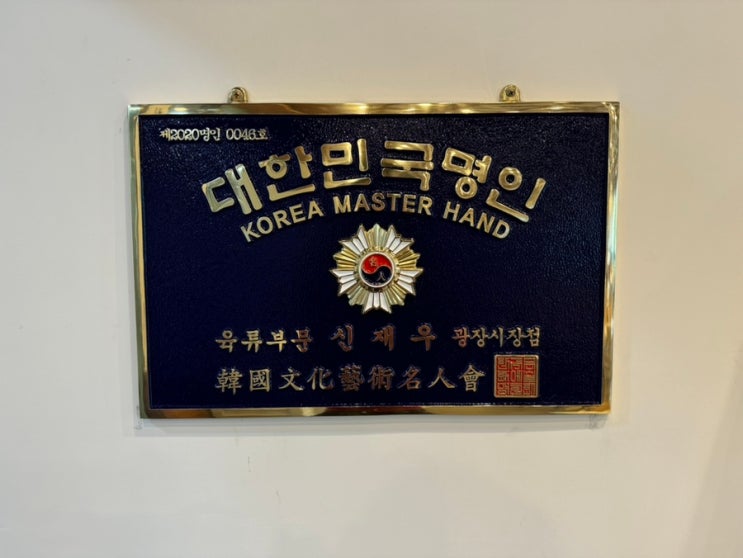 제2020명인 0046호
대한민국명인
KOREA MASTER HAND
육류부문 신재우 광장시장점
韓國文化藝術名人會